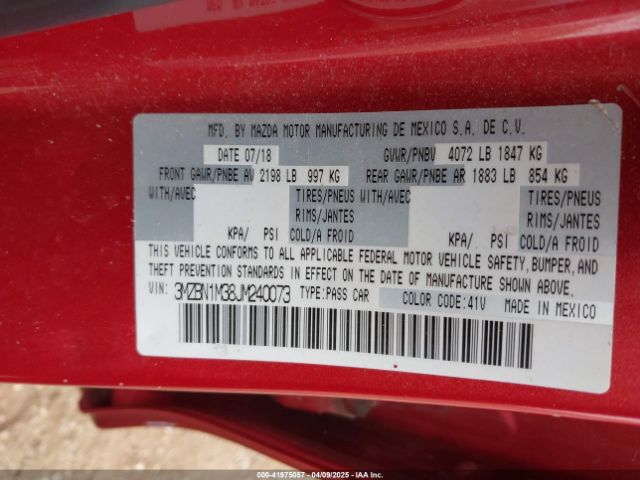 MFD. BY MAZDA MOTOR MANUFACTURING DE MEXICO S.A. DE C.V.
DATE 07/18 GVWR/PNBV 4072 LB 1847 KG
FRONT GAWR/PNBE AV 2198 LB 997 KG REAR GAWR/PNBE AR 1883 LB 854 KG
WITH/AVEC TIRES/PNEUS WITH/AVEC TIRES/PNEUS
RIMS/JANTES RIMS/JANTES
KPA/ PSI COLD/A FROID KPA/ PSI COLD/A FROID
THIS VEHICLE CONFORMS TO ALL APPLICABLE FEDERAL MOTOR VEHICLE SAFETY, BUMPER, AND
THEFT PREVENTION STANDARDS IN EFFECT ON THE DATE OF MANUFACTURE SHOWN ABOVE.
VIN: 3MZBN1M38JM240073 TYPE:PASS CAR COLOR CODE:41V MADE IN MEXICO
000-41975057 04/09/2025 IAA Inc. Copyright